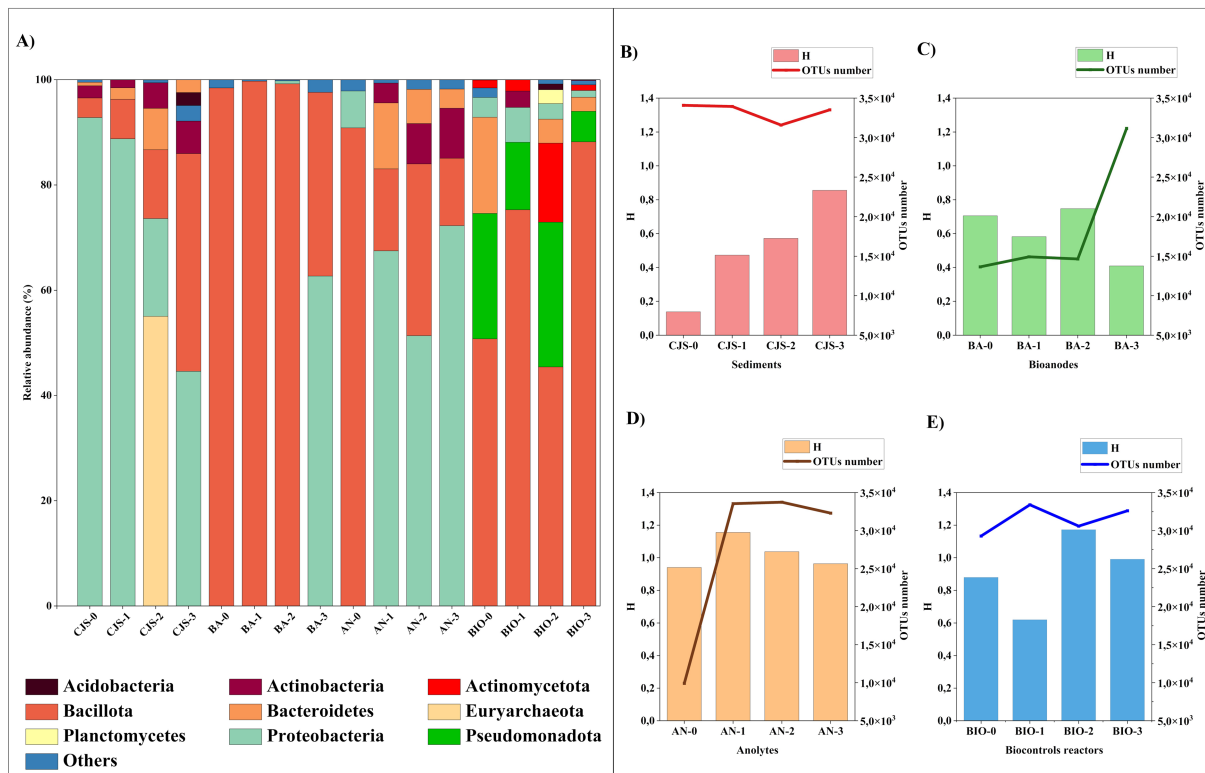 A)
Relative abundance (%)
100
80
60
40
20
0
CJS-0 CJS-1 CJS-2 CJS-3 BA-0 BA-1 BA-2 BA-3 AN-0 AN-1 AN-2 AN-3 BIO-0 BIO-1 BIO-2 BIO-3
Acidobacteria Actinobacteria Actinomycetota
Bacillota Bacteroidetes Euryarchaeota
Planctomycetes Proteobacteria Pseudomonadota
Others
B)
H
OTUs number
H
1,4
1,2
1,0
0,8
0,6
0,4
0,2
0,0
3,5×10⁴
3,0×10⁴
2,5×10⁴
2,0×10⁴
1,5×10⁴
1,0×10⁴
5,0×10³
OTUs number
CJS-0 CJS-1 CJS-2 CJS-3
Sediments
C)
H
OTUs number
H
1,4
1,2
1,0
0,8
0,6
0,4
0,2
0,0
3,5×10⁴
3,0×10⁴
2,5×10⁴
2,0×10⁴
1,5×10⁴
1,0×10⁴
5,0×10³
OTUs number
BA-0 BA-1 BA-2 BA-3
Bioanodes
D)
H
OTUs number
H
1,4
1,2
1,0
0,8
0,6
0,4
0,2
0,0
3,5×10⁴
3,0×10⁴
2,5×10⁴
2,0×10⁴
1,5×10⁴
1,0×10⁴
5,0×10³
OTUs number
AN-0 AN-1 AN-2 AN-3
Anolytes
E)
H
OTUs number
H
1,4
1,2
1,0
0,8
0,6
0,4
0,2
0,0
3,5×10⁴
3,0×10⁴
2,5×10⁴
2,0×10⁴
1,5×10⁴
1,0×10⁴
5,0×10³
OTUs number
BIO-0 BIO-1 BIO-2 BIO-3
Biocontrols reactors